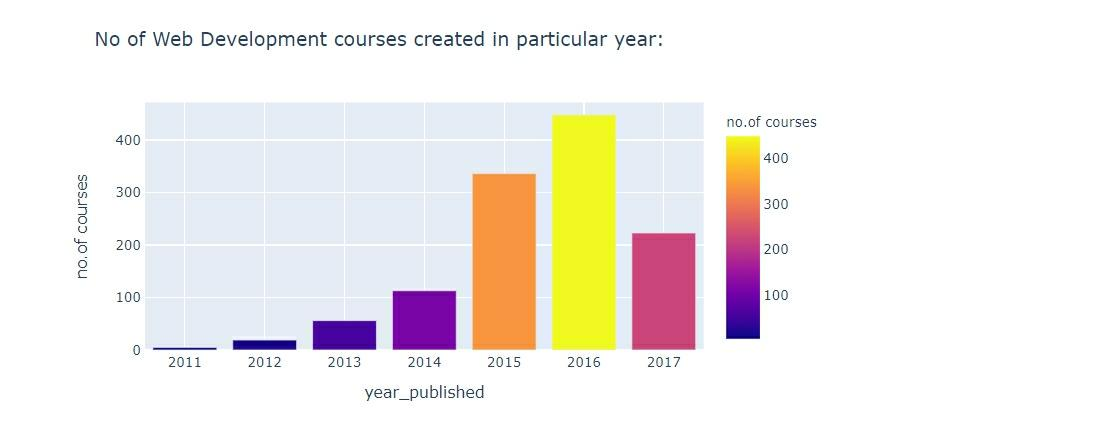 No of Web Development courses created in particular year:
no.of courses
400
300
200
100
0
2011 2012 2013 2014 2015 2016 2017
year_published
no.of courses
400
300
200
100